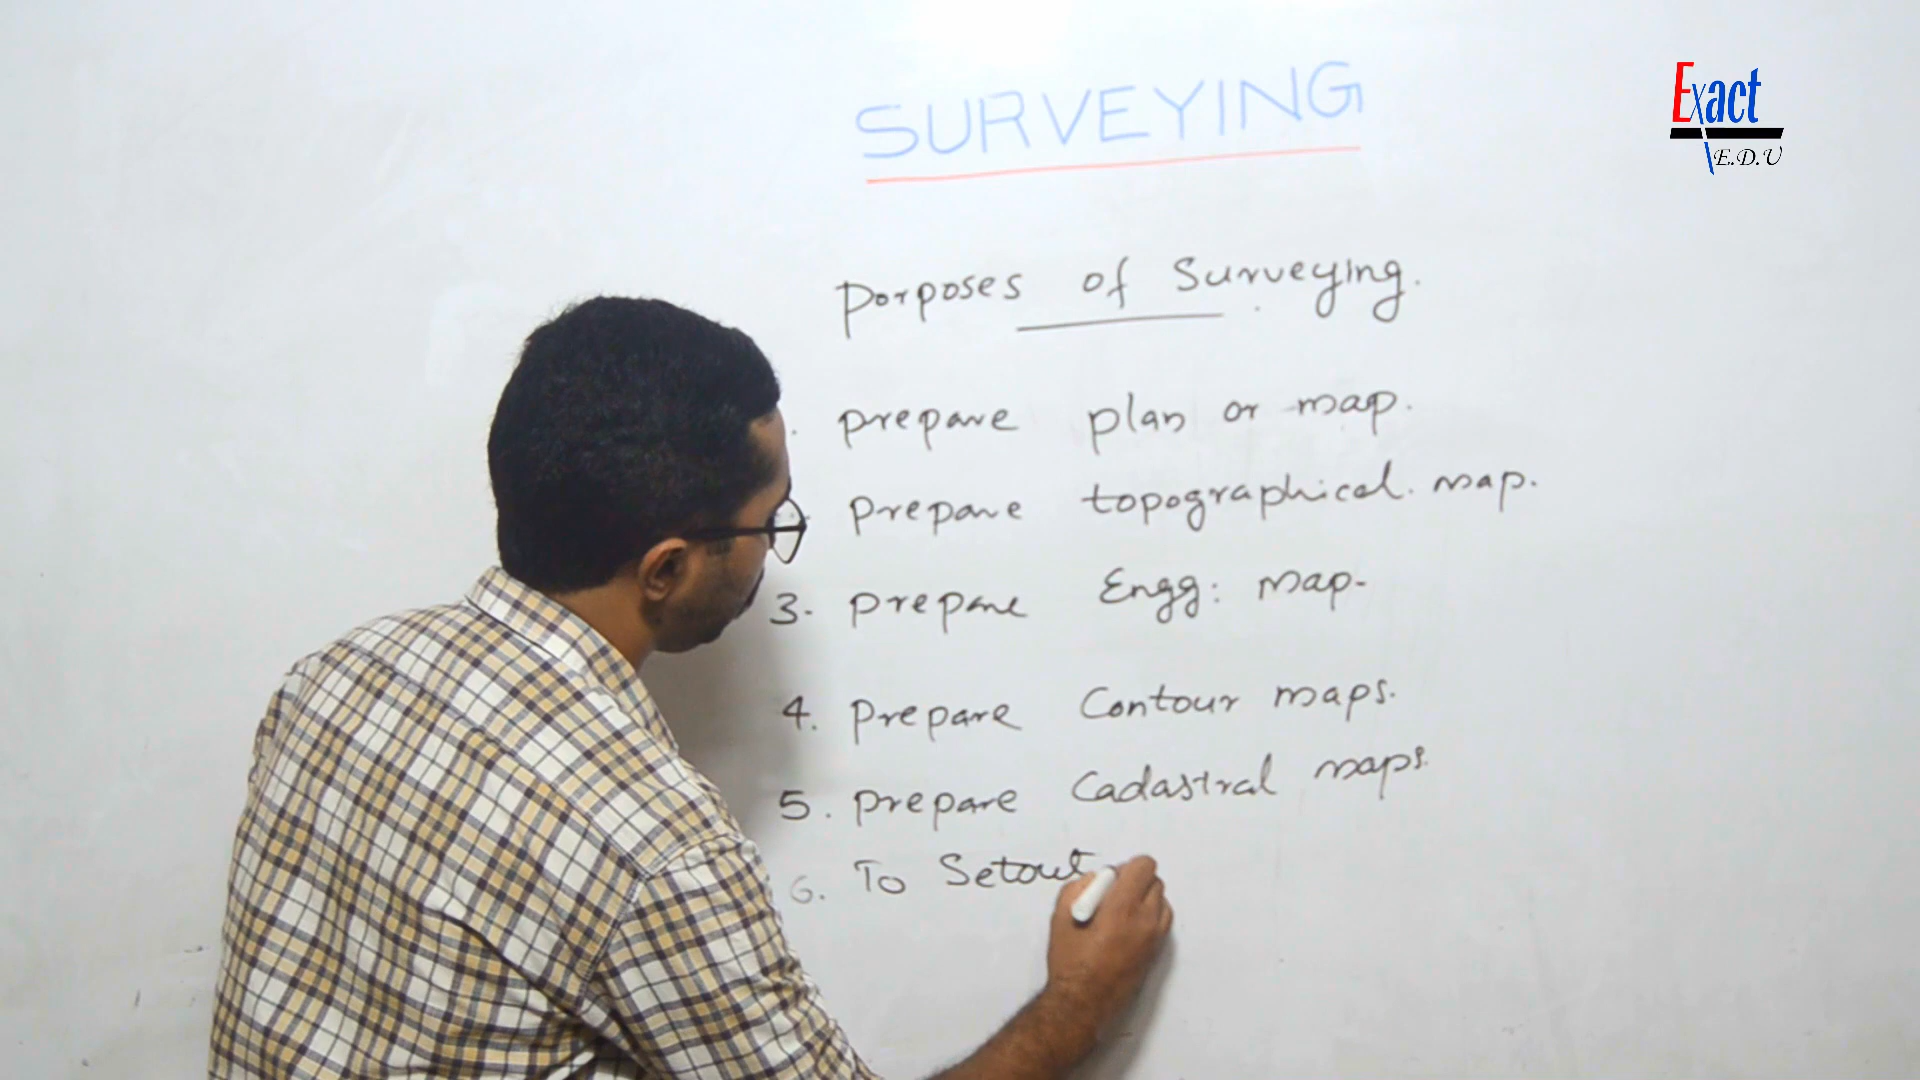 SURVEYING
Exact
E.D.U
Porposes of Surveying.
. prepare plan or map.
. prepare topographical. map.
3. prepare Engg: map.
4. prepare Contour maps.
5. prepare Cadastral maps.
6. To Setout